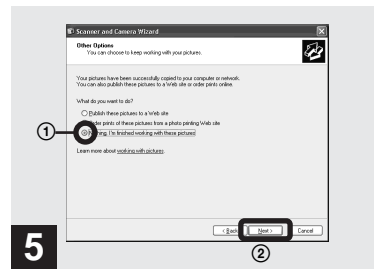 Scanner and Camera Wizard
Other Options
You can choose to keep working with your pictures.
Your pictures have been successfully copied to your computer or network.
You can also publish these pictures to a Web site or order prints online.
What do you want to do?
Publish these pictures to a Web site
Order prints of these pictures from a photo printing Web site
1
Nothing. I'm finished working with these pictures
Learn more about working with pictures.
< Back Next > Cancel
5
2